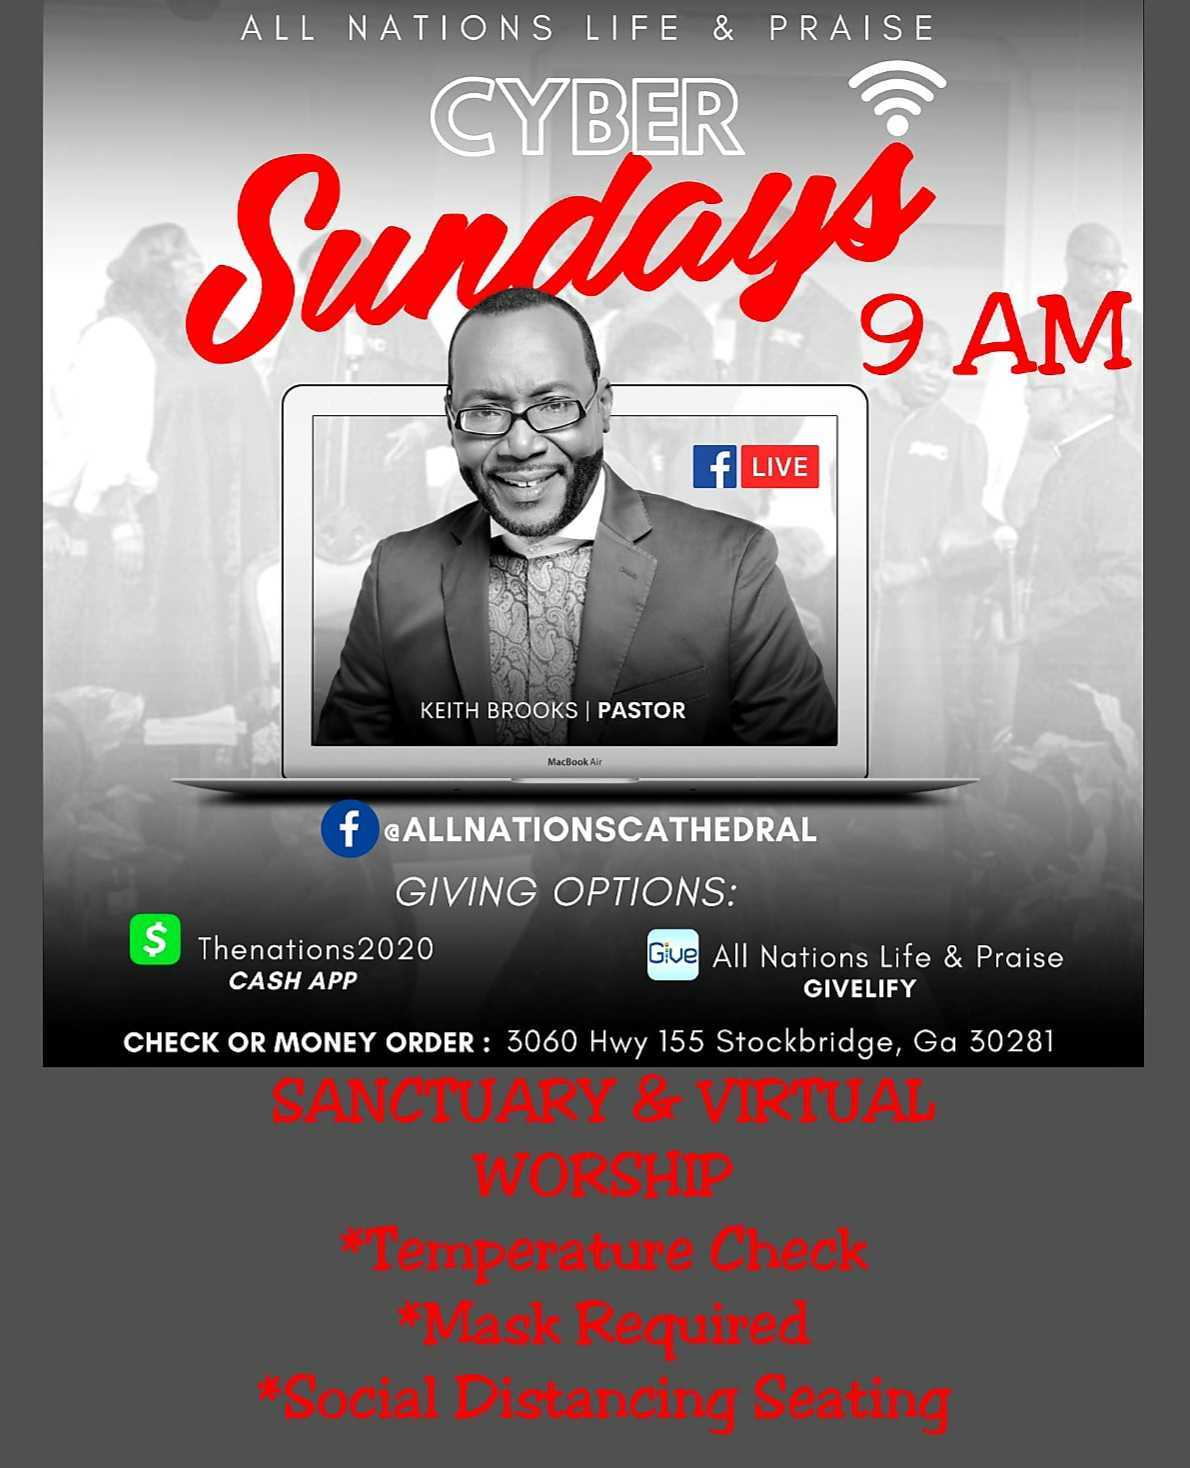 ALL NATIONS LIFE & PRAISE
CYBER
Sundays
9 AM
f LIVE
KEITH BROOKS | PASTOR
MacBook Air
f @ALLNATIONSCATHEDRAL
GIVING OPTIONS:
$ Thenations2020
CASH APP
Give All Nations Life & Praise
GIVELIFY
CHECK OR MONEY ORDER : 3060 Hwy 155 Stockbridge, Ga 30281
SANCTUARY & VIRTUAL
WORSHIP
*Temperature Check
*Mask Required
*Social Distancing Seating